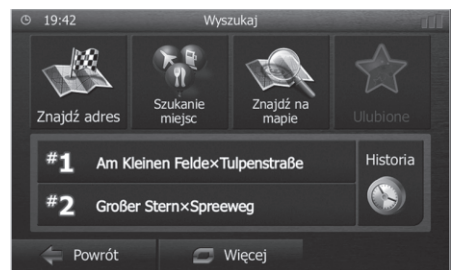 19:42 Wyszukaj
Znajdź adres
Szukanie miejsc
Znajdź na mapie
Ulubione
#1 Am Kleinen Felde×Tulpenstraße
Historia
#2 Großer Stern×Spreeweg
Powrót
Więcej